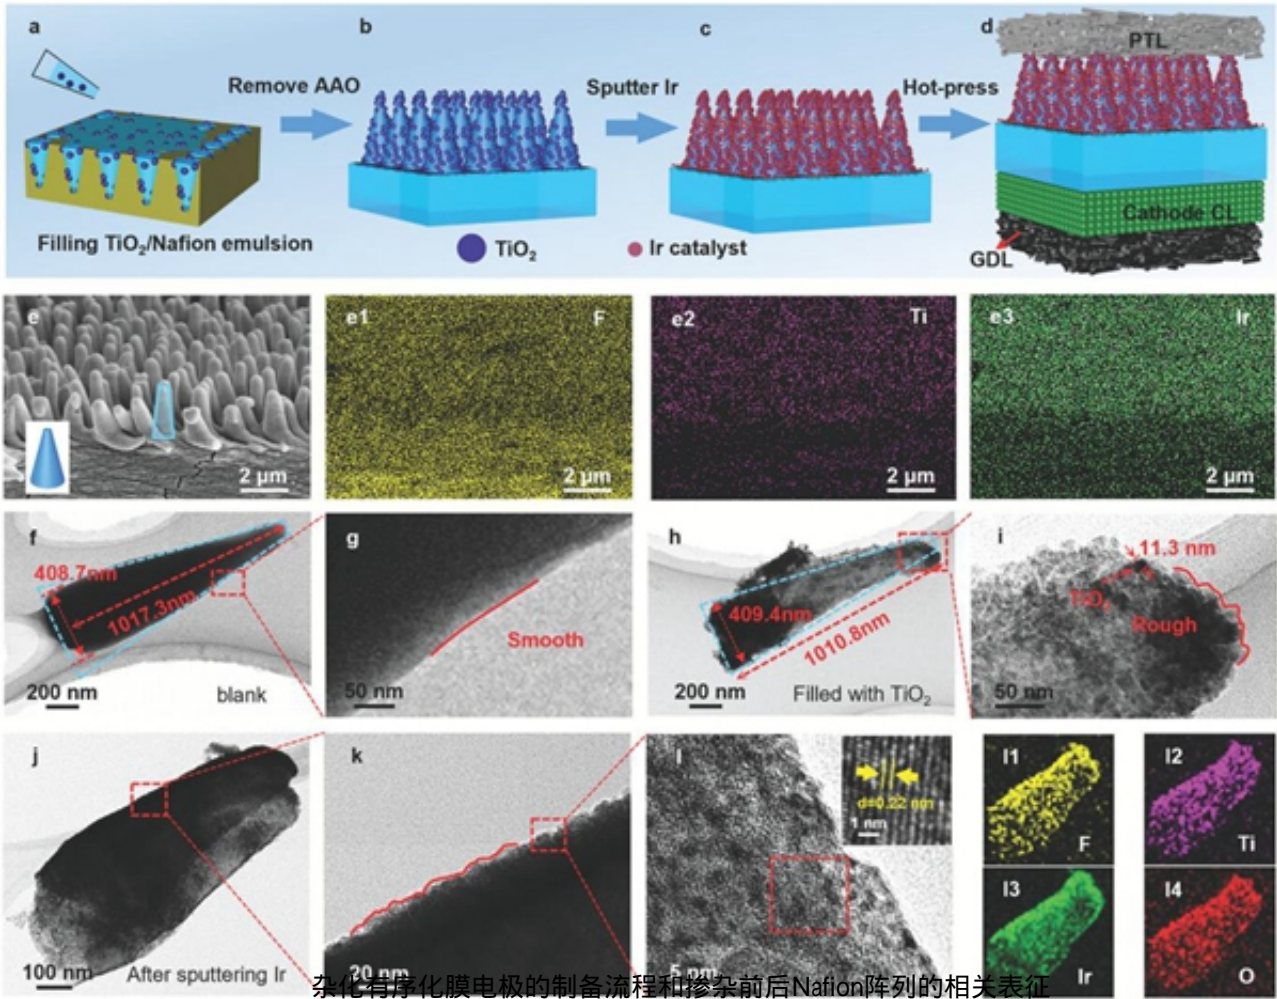 a
b
c
d
PTL
Remove AAO
Sputter Ir
Hot-press
Cathode CL
GDL
Filling TiO₂/Nafion emulsion
TiO₂
Ir catalyst
e
2 μm
e1
F
2 μm
e2
Ti
2 μm
e3
Ir
2 μm
f
408.7nm
1017.3nm
200 nm
blank
g
Smooth
50 nm
h
409.4nm
1010.8nm
200 nm
Filled with TiO₂
i
11.3 nm
TiO₂
Rough
50 nm
j
100 nm
After sputtering Ir
k
20 nm
l
d=0.22 nm
1 nm
5 nm
l1
F
l2
Ti
l3
Ir
l4
O
杂化有序化膜电极的制备流程和掺杂前后Nafion阵列的相关表征